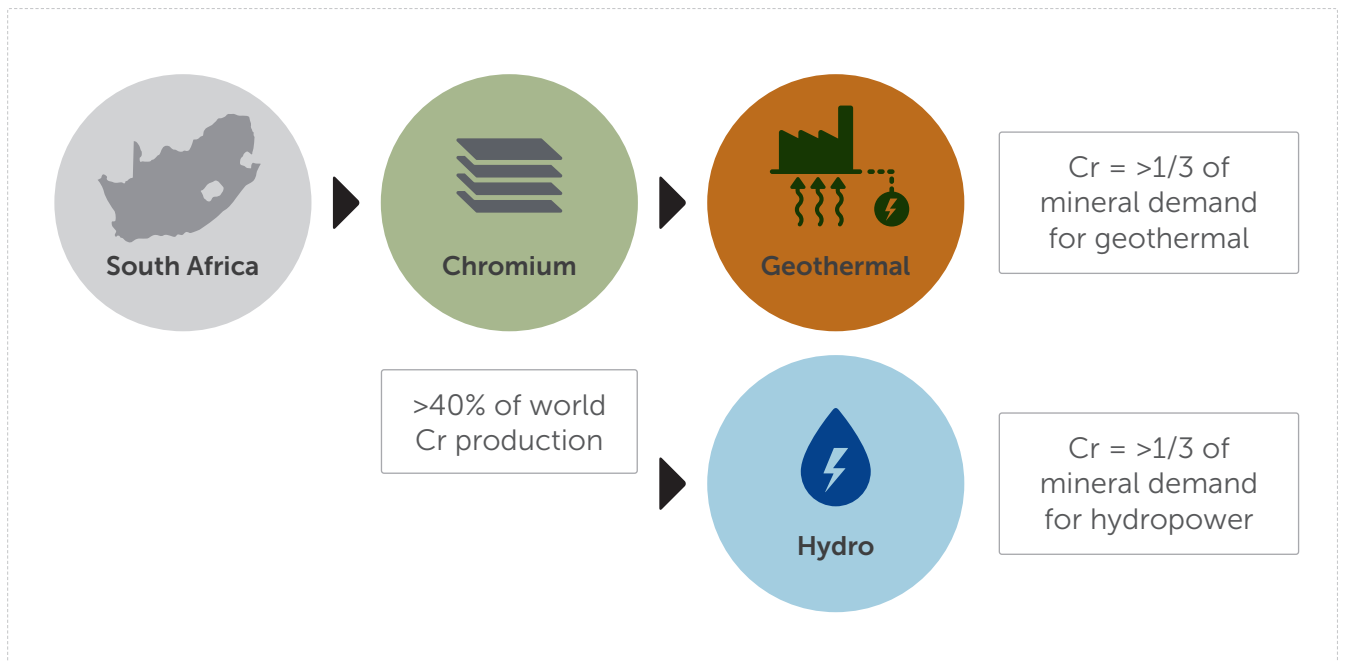 South Africa
Chromium
Geothermal
Cr = >1/3 of
mineral demand
for geothermal
>40% of world
Cr production
Hydro
Cr = >1/3 of
mineral demand
for hydropower